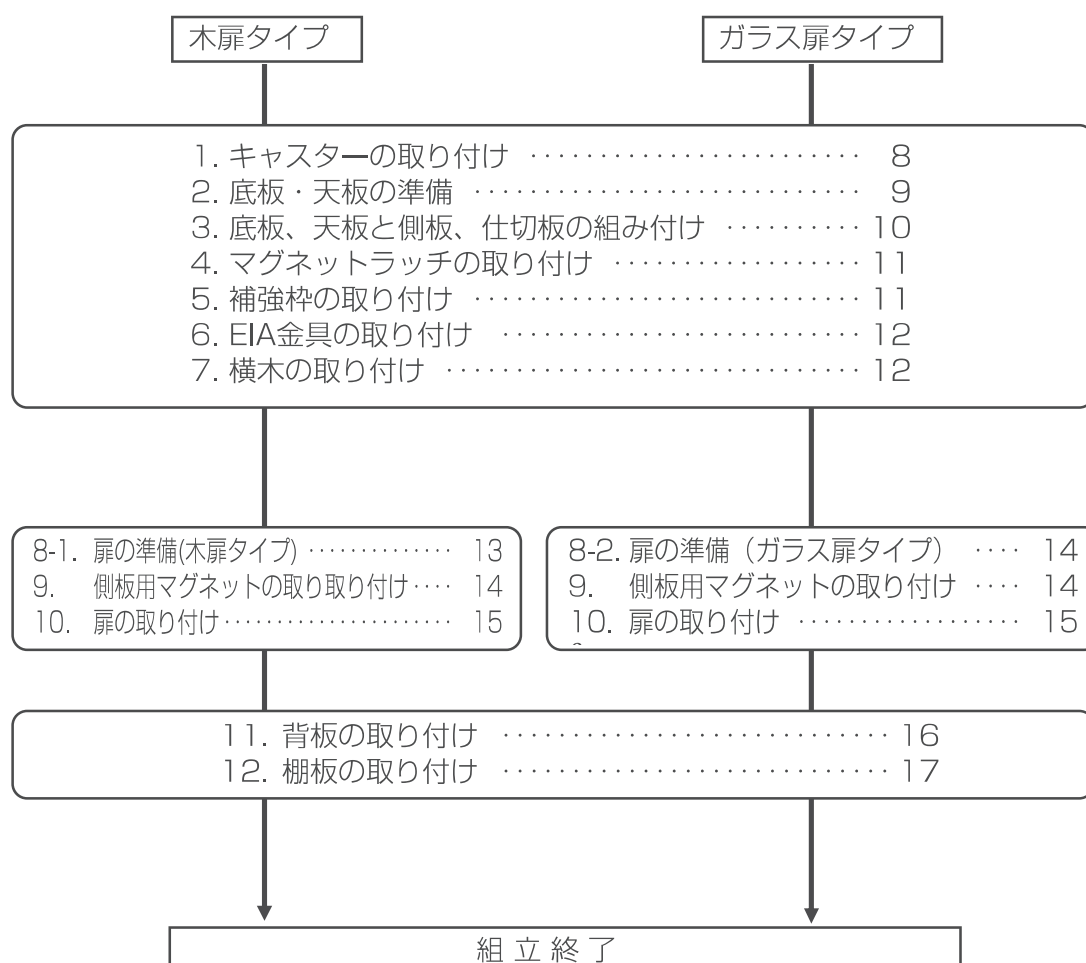 木扉タイプ
ガラス扉タイプ
1. キャスターの取り付け ‥‥‥‥‥‥‥‥‥‥‥‥ 8
2. 底板・天板の準備 ‥‥‥‥‥‥‥‥‥‥‥‥‥‥ 9
3. 底板、天板と側板、仕切板の組み付け ‥‥‥‥‥ 10
4. マグネットラッチの取り付け ‥‥‥‥‥‥‥‥‥ 11
5. 補強枠の取り付け ‥‥‥‥‥‥‥‥‥‥‥‥‥‥ 11
6. EIA金具の取り付け ‥‥‥‥‥‥‥‥‥‥‥‥‥ 12
7. 横木の取り付け ‥‥‥‥‥‥‥‥‥‥‥‥‥‥‥ 12
8-1. 扉の準備(木扉タイプ) ‥‥‥‥‥‥‥ 13
9. 側板用マグネットの取り取り付け ‥‥ 14
10. 扉の取り付け ‥‥‥‥‥‥‥‥‥‥‥ 15
8-2. 扉の準備（ガラス扉タイプ） ‥‥ 14
9. 側板用マグネットの取り付け ‥‥ 14
10. 扉の取り付け ‥‥‥‥‥‥‥‥‥ 15
11. 背板の取り付け ‥‥‥‥‥‥‥‥‥‥‥‥‥‥ 16
12. 棚板の取り付け ‥‥‥‥‥‥‥‥‥‥‥‥‥‥ 17
組 立 終 了